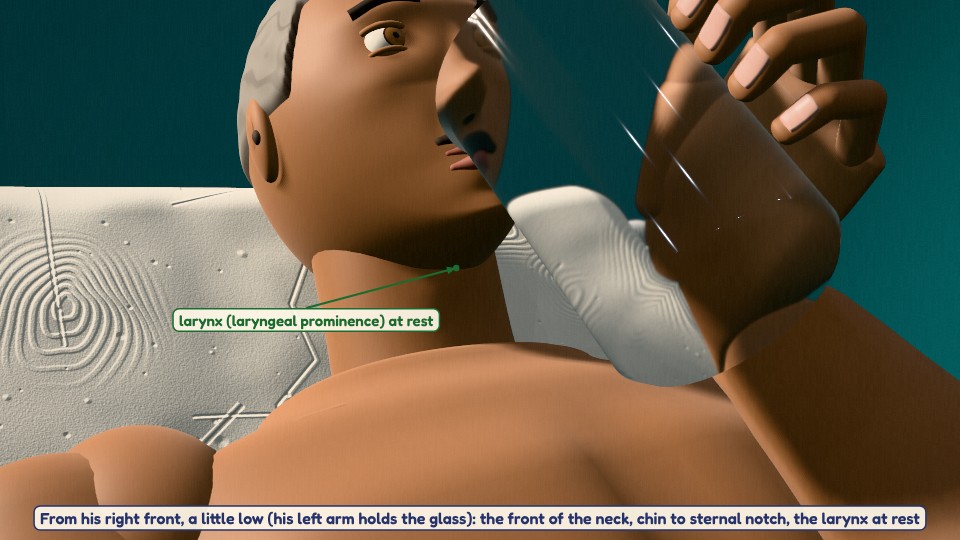 larynx (laryngeal prominence) at rest
From his right front, a little low (his left arm holds the glass): the front of the neck, chin to sternal notch, the larynx at rest